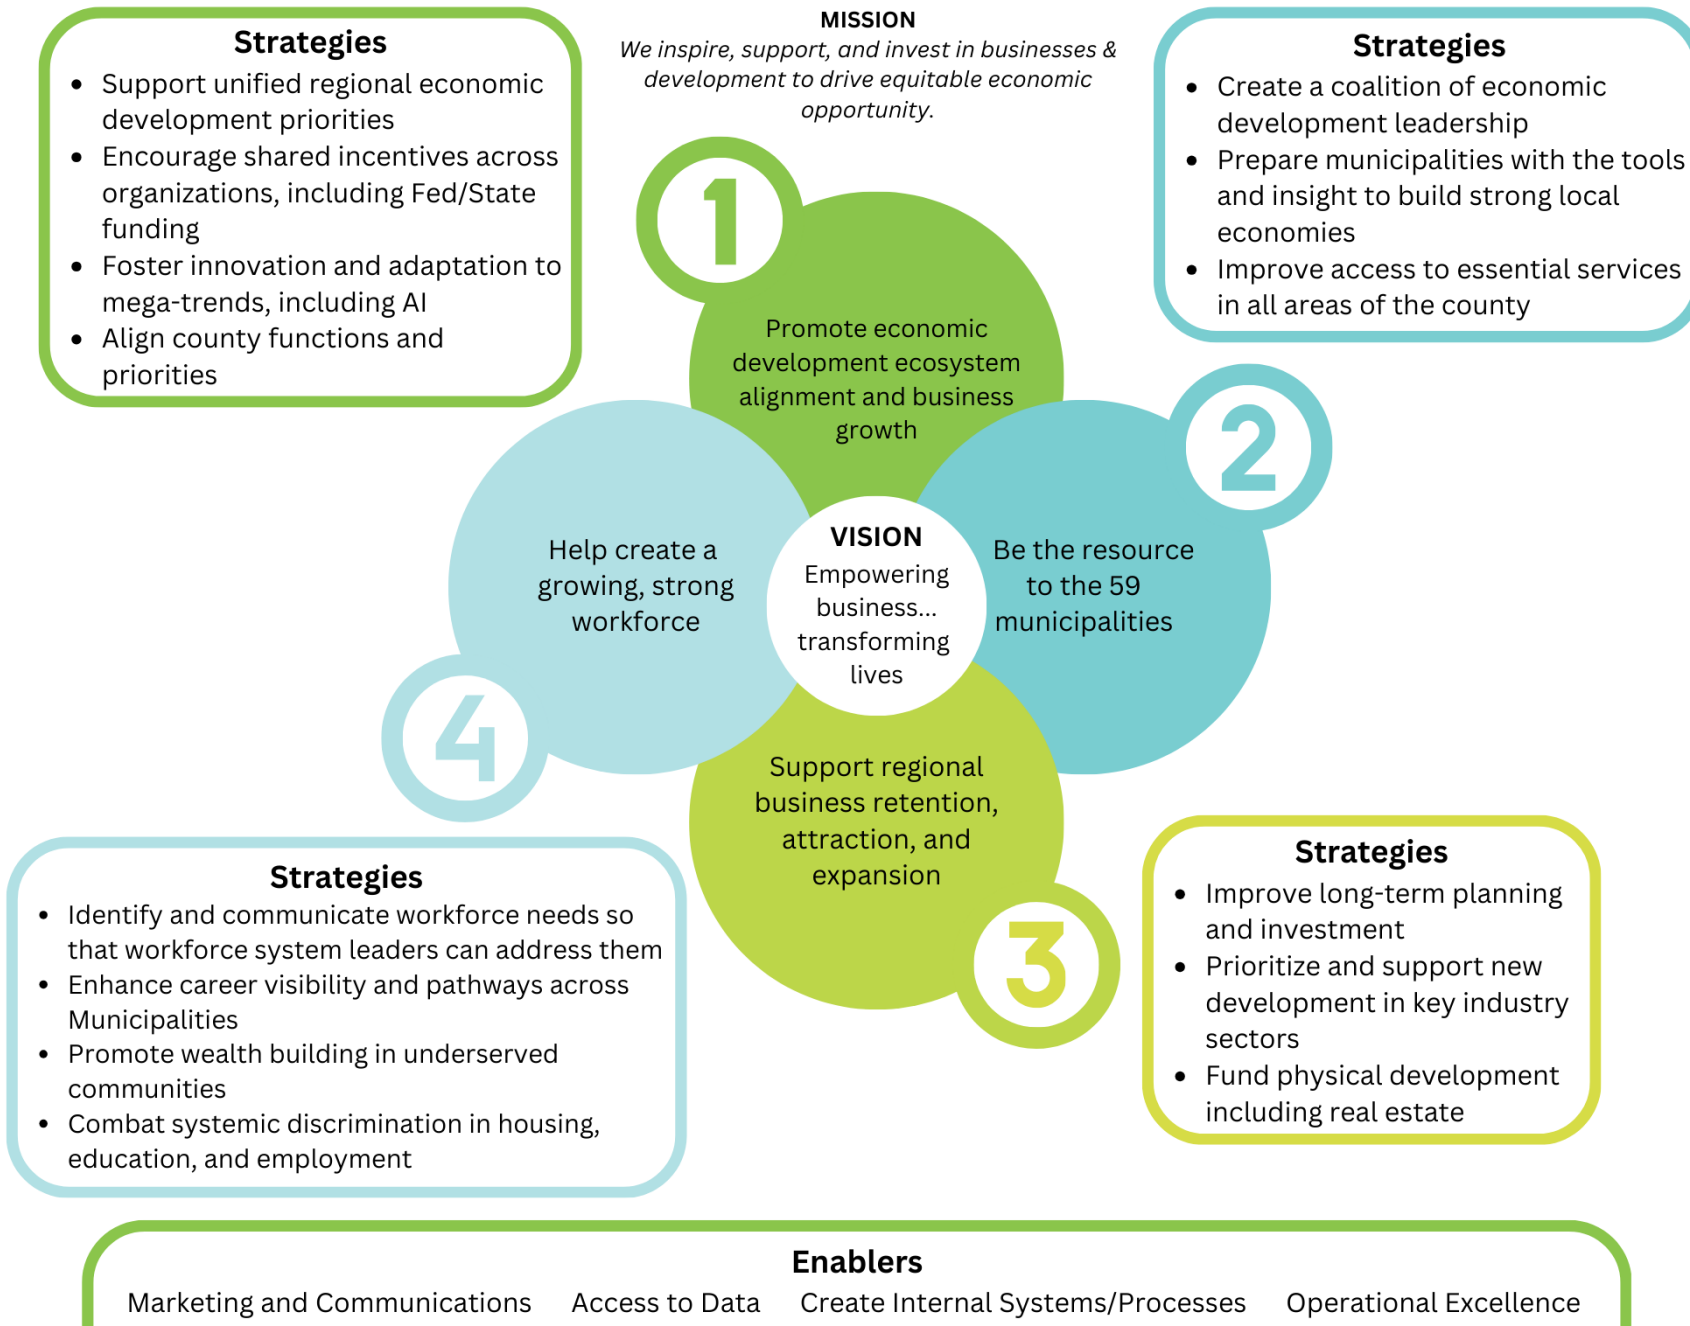 MISSION
We inspire, support, and invest in businesses &
development to drive equitable economic
opportunity.
Strategies
• Support unified regional economic
development priorities
• Encourage shared incentives across
organizations, including Fed/State
funding
• Foster innovation and adaptation to
mega-trends, including AI
• Align county functions and
priorities
1
Promote economic
development ecosystem
alignment and business
growth
Strategies
• Create a coalition of economic
development leadership
• Prepare municipalities with the tools
and insight to build strong local
economies
• Improve access to essential services
in all areas of the county
2
Be the resource
to the 59
municipalities
VISION
Empowering
business...
transforming
lives
Help create a
growing, strong
workforce
4
Support regional
business retention,
attraction, and
expansion
3
Strategies
• Identify and communicate workforce needs so
that workforce system leaders can address them
• Enhance career visibility and pathways across
Municipalities
• Promote wealth building in underserved
communities
• Combat systemic discrimination in housing,
education, and employment
Strategies
• Improve long-term planning
and investment
• Prioritize and support new
development in key industry
sectors
• Fund physical development
including real estate
Enablers
Marketing and Communications Access to Data Create Internal Systems/Processes Operational Excellence